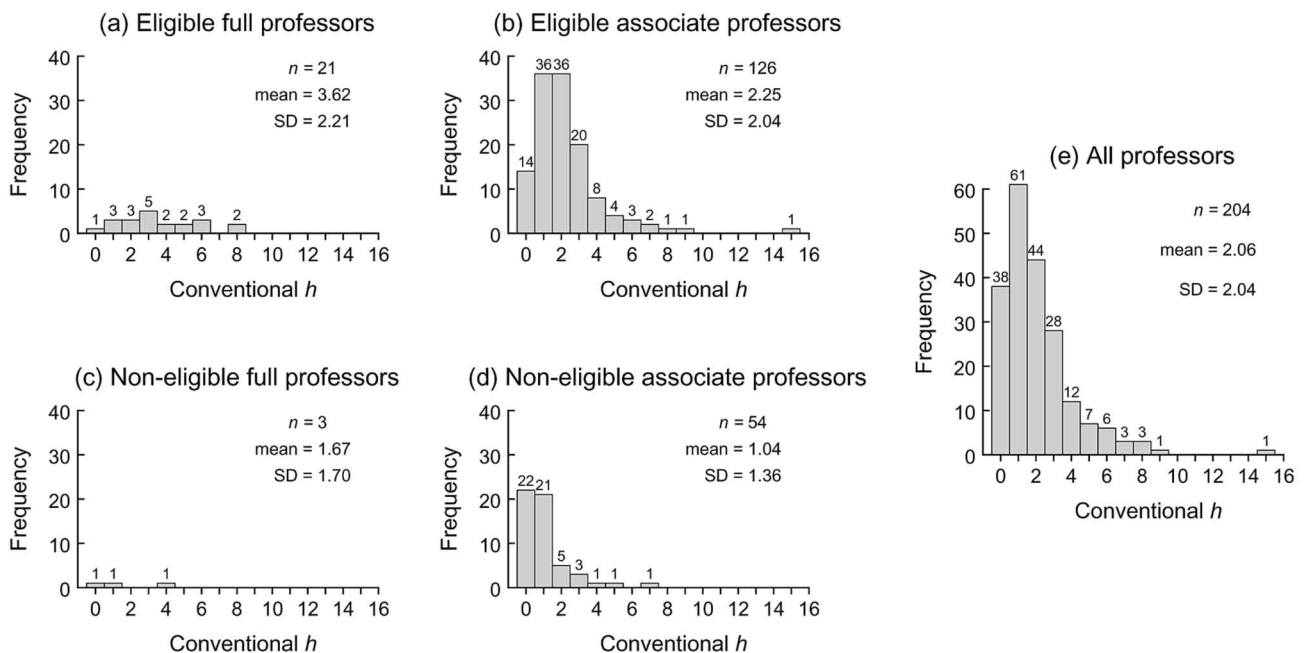 (a) Eligible full professors
n = 21
mean = 3.62
SD = 2.21
Frequency
40
30
20
10
0
1 3 3 5 2 2 3 2
0 2 4 6 8 10 12 14 16
Conventional h
(b) Eligible associate professors
n = 126
mean = 2.25
SD = 2.04
Frequency
40
30
20
10
0
14 36 36 20 8 4 3 2 1 1 1
0 2 4 6 8 10 12 14 16
Conventional h
(c) Non-eligible full professors
n = 3
mean = 1.67
SD = 1.70
Frequency
40
30
20
10
0
1 1 1
0 2 4 6 8 10 12 14 16
Conventional h
(d) Non-eligible associate professors
n = 54
mean = 1.04
SD = 1.36
Frequency
40
30
20
10
0
22 21 5 3 1 1 1
0 2 4 6 8 10 12 14 16
Conventional h
(e) All professors
n = 204
mean = 2.06
SD = 2.04
Frequency
60
50
40
30
20
10
0
38 61 44 28 12 7 6 3 3 1 1
0 2 4 6 8 10 12 14 16
Conventional h